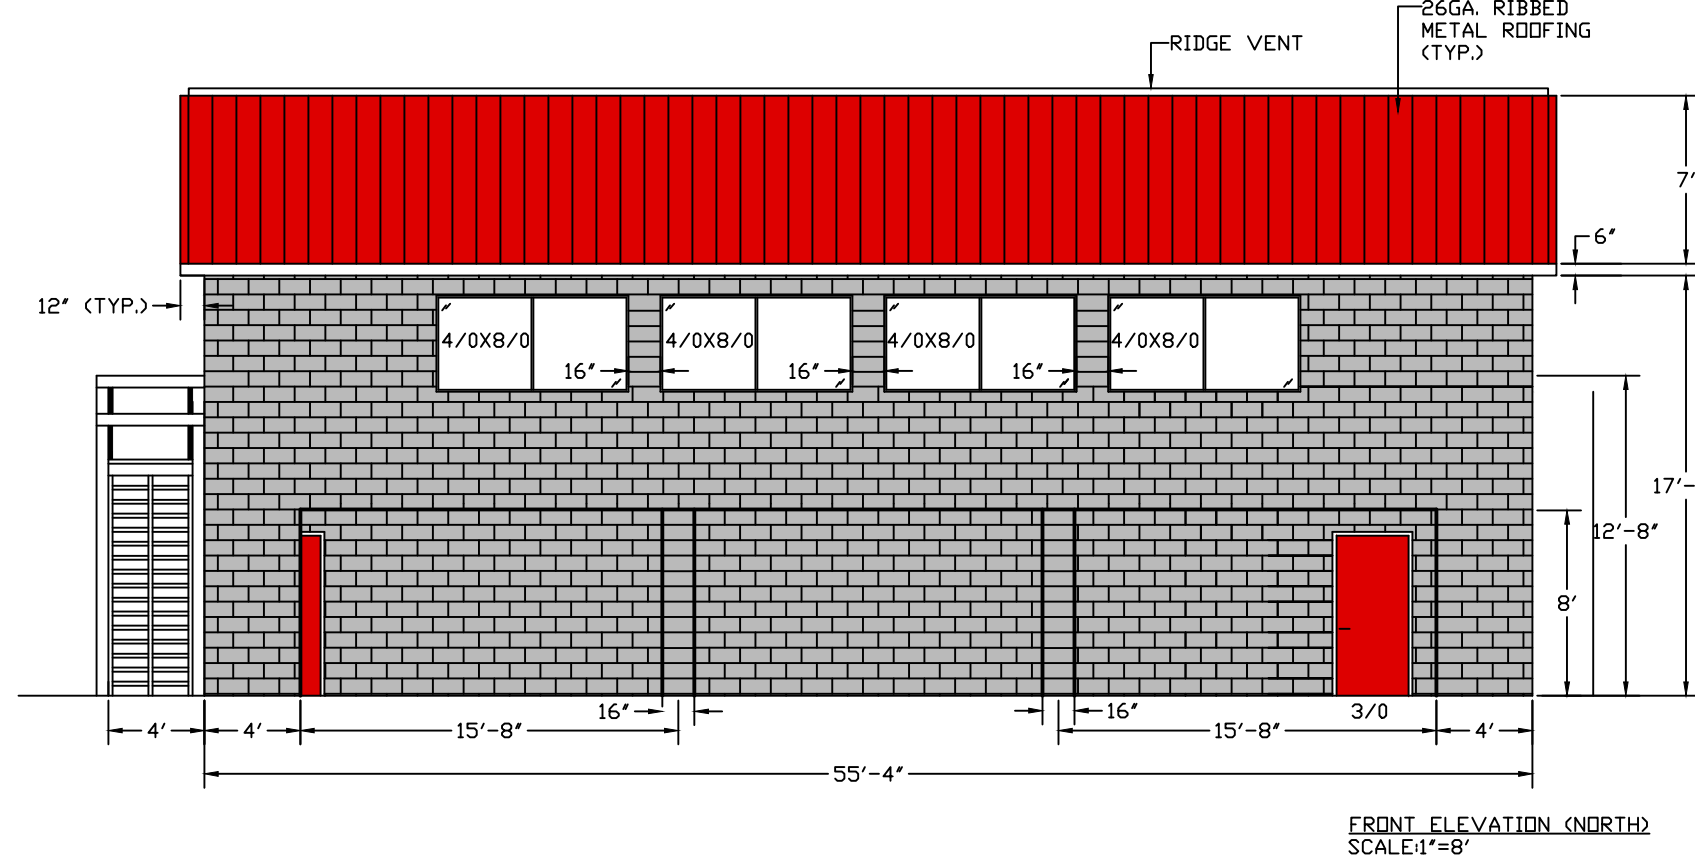 26GA. RIBBED
METAL ROOFING
(TYP.)
RIDGE VENT
7'
6"
12" (TYP.)
4/0X8/0
4/0X8/0
4/0X8/0
4/0X8/0
16"
16"
16"
17'-
12'-8"
8'
16"
16"
3/0
4'
4'
15'-8"
15'-8"
4'
55'-4"
FRONT ELEVATION (NORTH)
SCALE:1"=8'